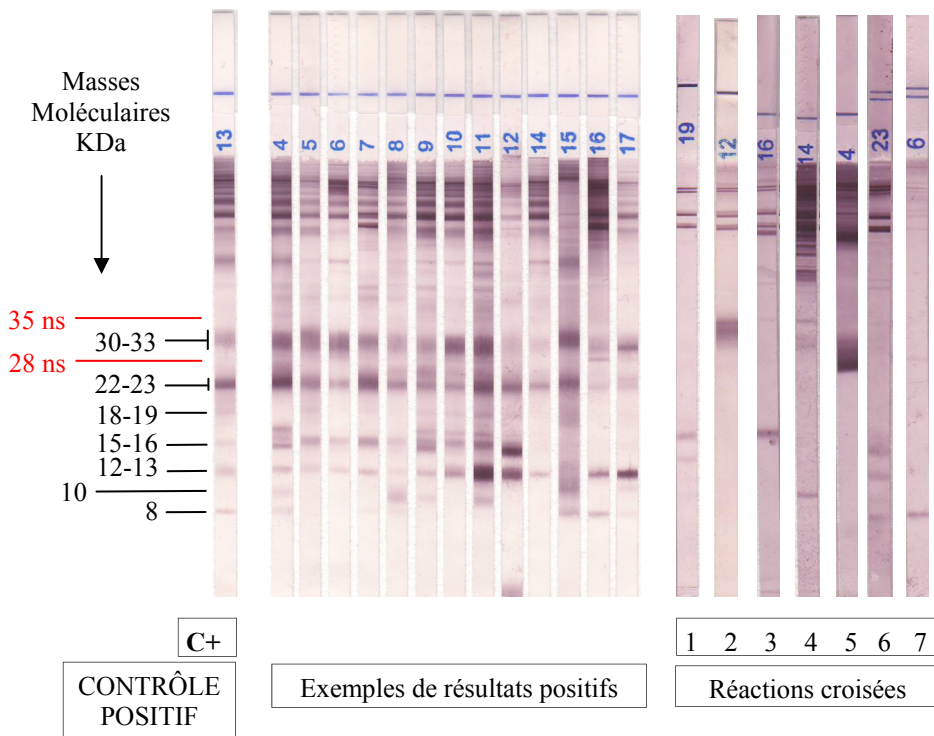 Masses
Moléculaires
KDa
35 ns
30-33
28 ns
22-23
18-19
15-16
12-13
10
8
13
4
5
6
7
8
9
10
11
12
14
15
16
17
19
12
16
14
4
23
6
C+
CONTRÔLE
POSITIF
Exemples de résultats positifs
1 2 3 4 5 6 7
Réactions croisées